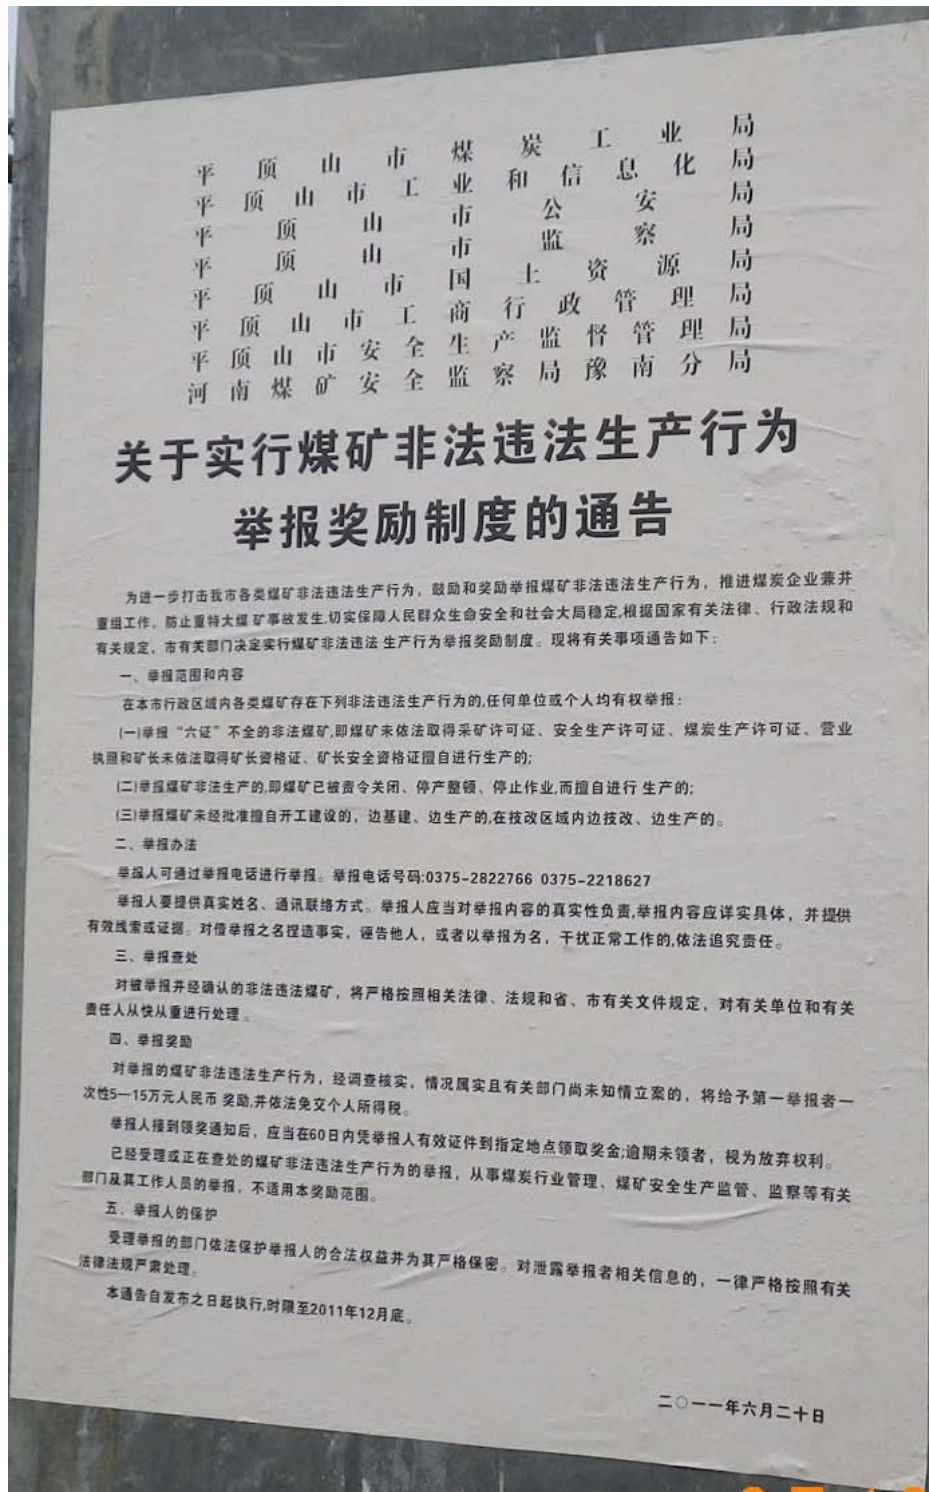 平顶山市煤炭工业局
平顶山市工业和信息化局
平顶山市公安局
平顶山市监察局
平顶山市国土资源局
平顶山市工商行政管理局
平顶山市安全生产监督管理局
河南煤矿安全监察局豫南分局
关于实行煤矿非法违法生产行为
举报奖励制度的通告
为进一步打击我市各类煤矿非法违法生产行为，鼓励和奖励举报煤矿非法违法生产行为，推进煤炭企业兼并
重组工作，防止重特大煤 矿事故发生,切实保障人民群众生命安全和社会大局稳定,根据国家有关法律、行政法规和
有关规定，市有关部门决定实行煤矿非法违法 生产行为举报奖励制度。现将有关事项通告如下：
一、举报范围和内容
在本市行政区域内各类煤矿存在下列非法违法生产行为的,任何单位或个人均有权举报：
(一)举报“六证”不全的非法煤矿,即煤矿未依法取得采矿许可证、安全生产许可证、煤炭生产许可证、营业
执照和矿长未依法取得矿长资格证、矿长安全资格证擅自进行生产的;
(二)举报煤矿非法生产的,即煤矿已被责令关闭、停产整顿、停止作业,而擅自进行 生产的;
(三)举报煤矿未经批准擅自开工建设的，边基建、边生产的,在技改区域内边技改、边生产的。
二、举报办法
举报人可通过举报电话进行举报。举报电话号码:0375-2822766 0375-2218627
举报人要提供真实姓名、通讯联络方式。举报人应当对举报内容的真实性负责,举报内容应详实具体，并提供
有效线索或证据。对借举报之名捏造事实，诬告他人，或者以举报为名，干扰正常工作的,依法追究责任。
三、举报查处
对被举报并经确认的非法违法煤矿，将严格按照相关法律、法规和省、市有关文件规定，对有关单位和有关
责任人从快从重进行处理。
四、举报奖励
对举报的煤矿非法违法生产行为，经调查核实，情况属实且有关部门尚未知情立案的，将给予第一举报者一
次性5—15万元人民币 奖励,并依法免交个人所得税。
举报人接到领奖通知后，应当在60日内凭举报人有效证件到指定地点领取奖金;逾期未领者，视为放弃权利。
已经受理或正在查处的煤矿非法违法生产行为的举报，从事煤炭行业管理、煤矿安全生产监管、监察等有关
部门及其工作人员的举报，不适用本奖励范围。
五、举报人的保护
受理举报的部门依法保护举报人的合法权益并为其严格保密。对泄露举报者相关信息的，一律严格按照有关
法律法规严肃处理。
本通告自发布之日起执行,时限至2011年12月底。
二〇一一年六月二十日